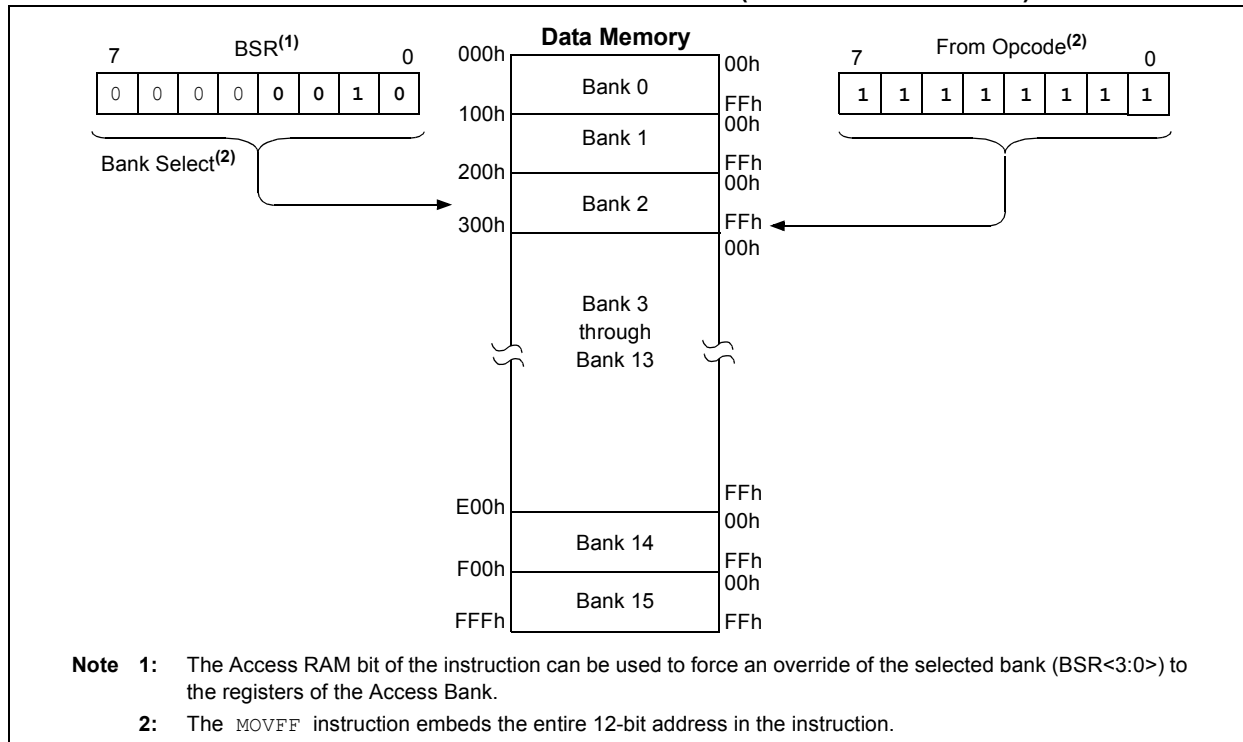 Data Memory
7 BSR(1) 0
0 0 0 0 0 0 1 0
Bank Select(2)
000h
100h
200h
300h
E00h
F00h
FFFh
Bank 0
Bank 1
Bank 2
Bank 3
through
Bank 13
Bank 14
Bank 15
00h
FFh
00h
FFh
00h
FFh
00h
FFh
00h
FFh
00h
FFh
7 From Opcode(2) 0
1 1 1 1 1 1 1 1
Note 1: The Access RAM bit of the instruction can be used to force an override of the selected bank (BSR<3:0>) to
the registers of the Access Bank.
2: The MOVFF instruction embeds the entire 12-bit address in the instruction.